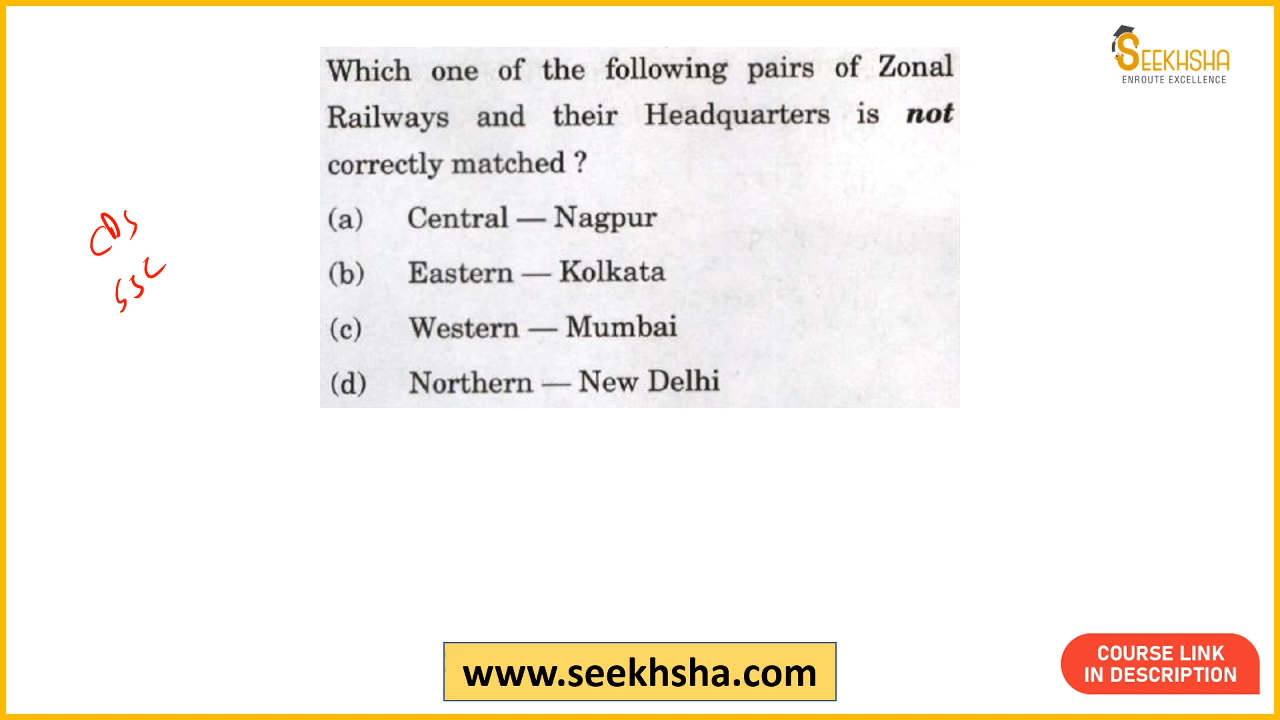 SEEKHSHA
ENROUTE EXCELLENCE
Which one of the following pairs of Zonal
Railways and their Headquarters is not
correctly matched ?
(a) Central — Nagpur
(b) Eastern — Kolkata
(c) Western — Mumbai
(d) Northern — New Delhi
CDS
SSC
www.seekhsha.com
COURSE LINK
IN DESCRIPTION